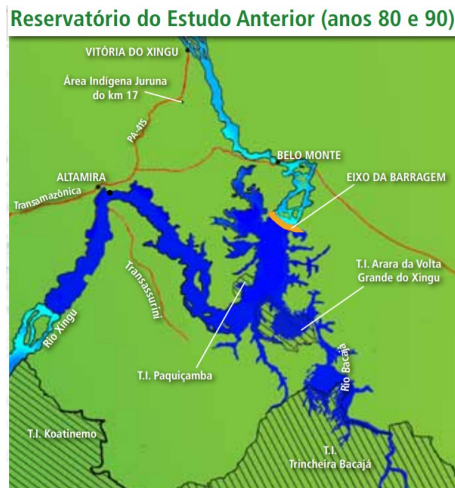 Reservatório do Estudo Anterior (anos 80 e 90)
VITÓRIA DO XINGU
Área Indígena Juruna
do km 17
PA-415
BELO MONTE
ALTAMIRA
EIXO DA BARRAGEM
Transamazônica
Transassurini
T.I. Arara da Volta
Grande do Xingu
Rio Xingu
Rio Bacajá
T.I. Paquiçamba
T.I. Koatinemo
T.I.
Trincheira Bacajá